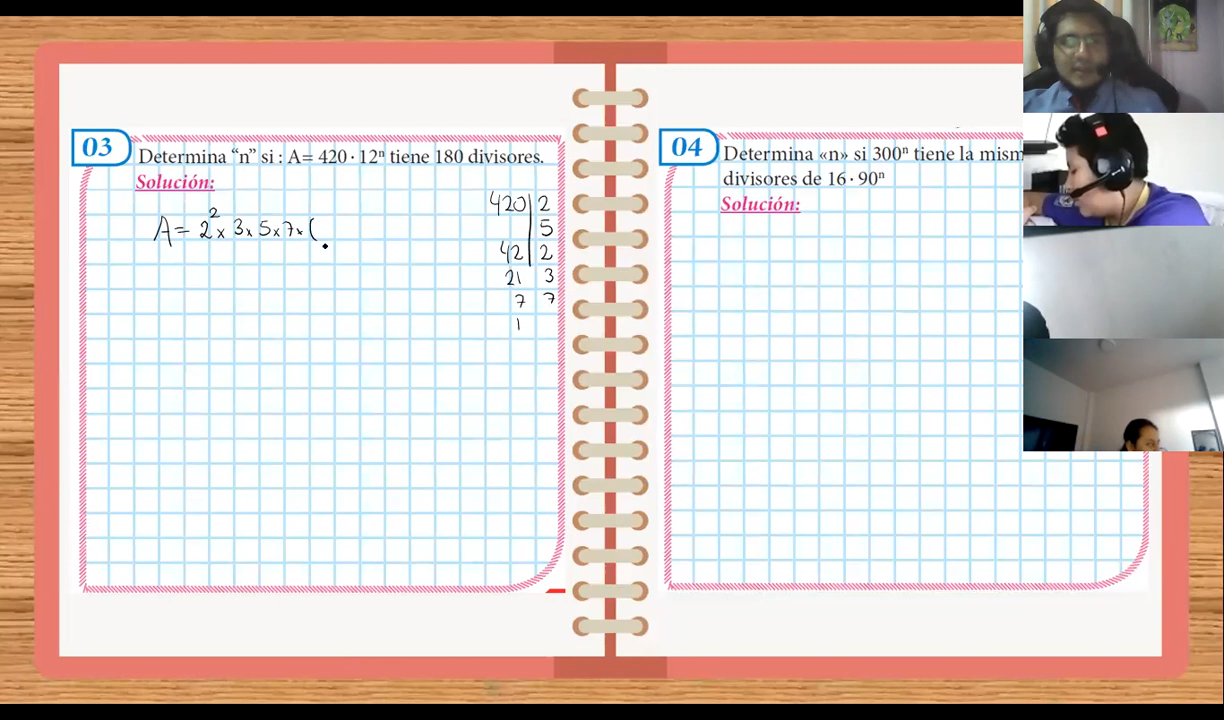 03
Determina “n” si : A= 420 · 12ⁿ tiene 180 divisores.
Solución:
A = 2² x 3 x 5 x 7 x (
420 | 2
| 5
42 | 2
21 3
7 7
1
04
Determina «n» si 300ⁿ tiene la mism
divisores de 16 · 90ⁿ
Solución: